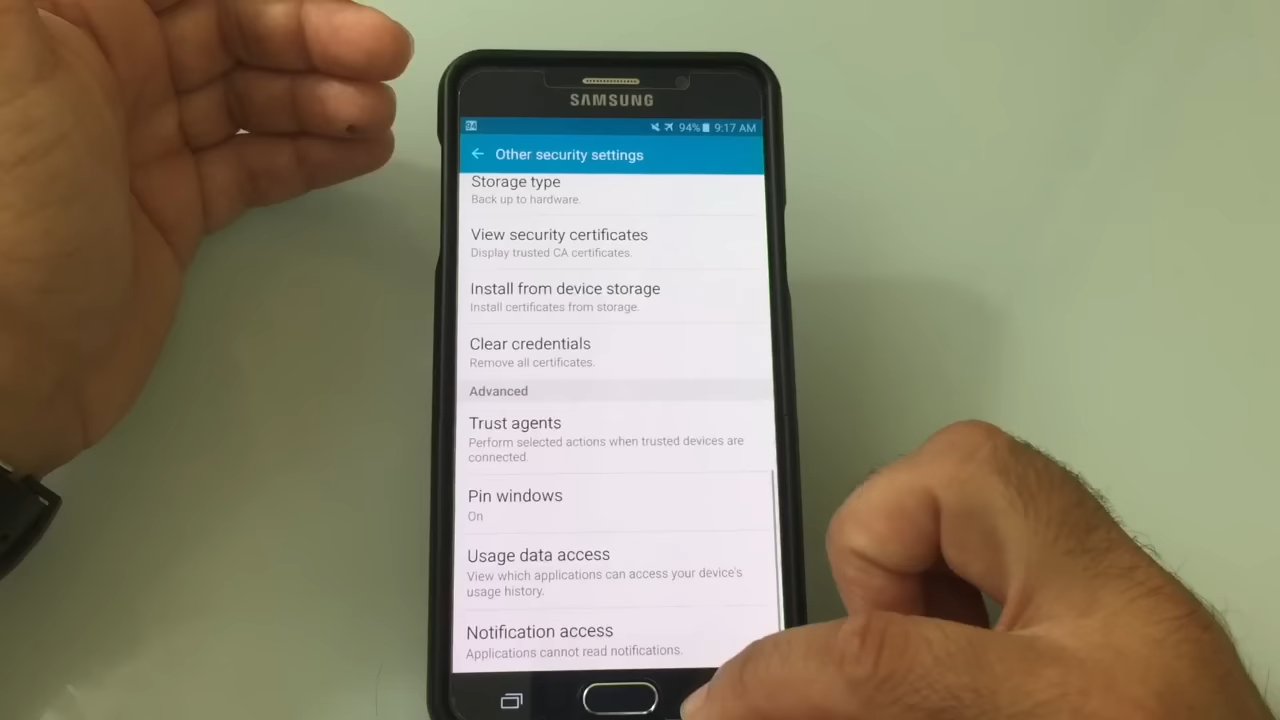 SAMSUNG
94 94% 9:17 AM
Other security settings
Storage type
Back up to hardware.
View security certificates
Display trusted CA certificates.
Install from device storage
Install certificates from storage.
Clear credentials
Remove all certificates.
Advanced
Trust agents
Perform selected actions when trusted devices are
connected.
Pin windows
On
Usage data access
View which applications can access your device's
usage history.
Notification access
Applications cannot read notifications.